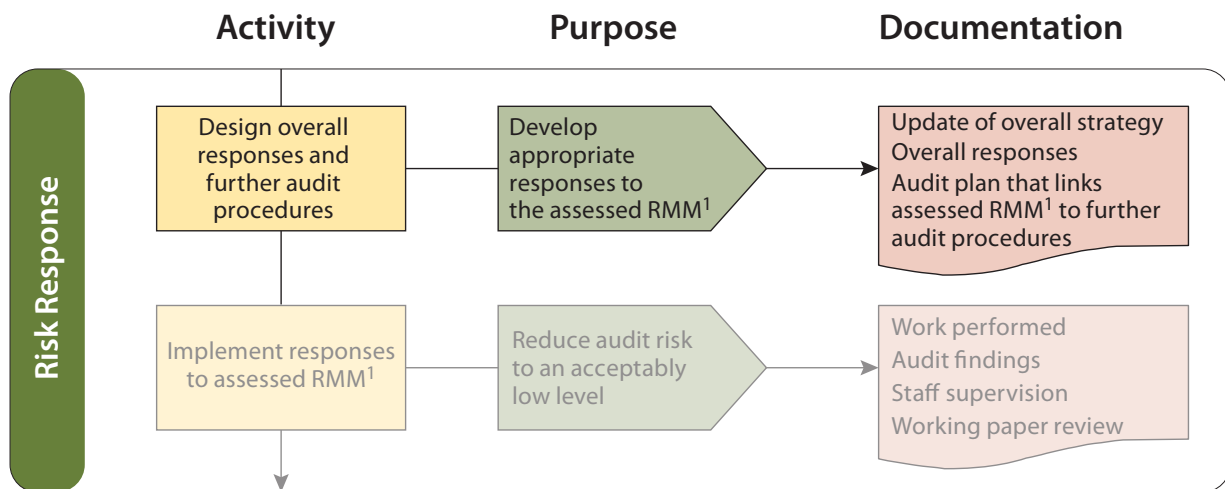 Activity
Purpose
Documentation
Risk Response
Design overall
responses and
further audit
procedures
Develop
appropriate
responses to
the assessed RMM¹
Update of overall strategy
Overall responses
Audit plan that links
assessed RMM¹ to further
audit procedures
Implement responses
to assessed RMM¹
Reduce audit risk
to an acceptably
low level
Work performed
Audit findings
Staff supervision
Working paper review